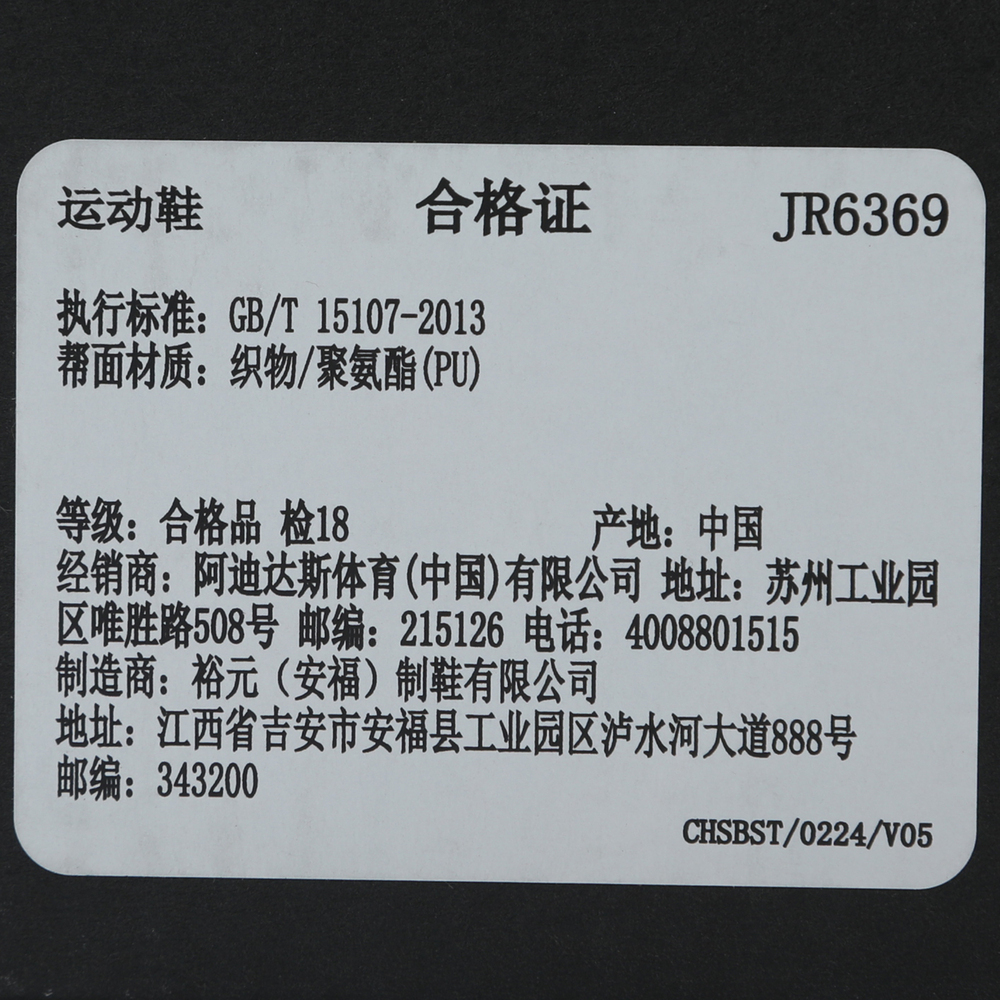 运动鞋 合格证 JR6369
执行标准：GB/T 15107-2013
帮面材质：织物/聚氨酯(PU)
等级：合格品 检18 产地：中国
经销商：阿迪达斯体育(中国)有限公司 地址：苏州工业园
区唯胜路508号 邮编：215126 电话：4008801515
制造商：裕元（安福）制鞋有限公司
地址：江西省吉安市安福县工业园区泸水河大道888号
邮编：343200
CHSBST/0224/V05